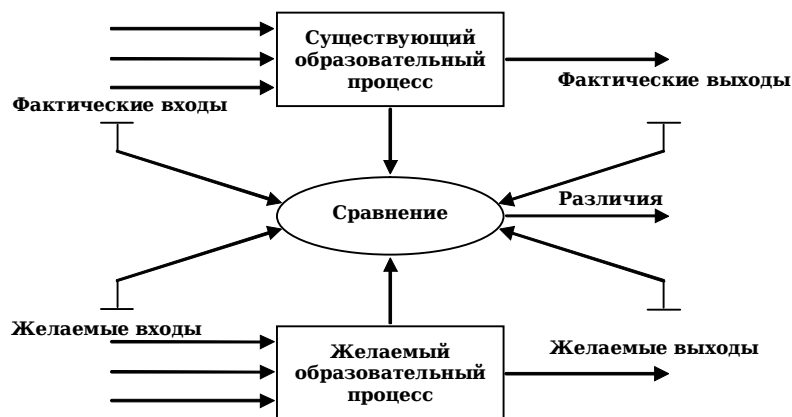 Существующий
образовательный
процесс
Фактические выходы
Фактические входы
Различия
Сравнение
Желаемые входы
Желаемый
образовательный
процесс
Желаемые выходы